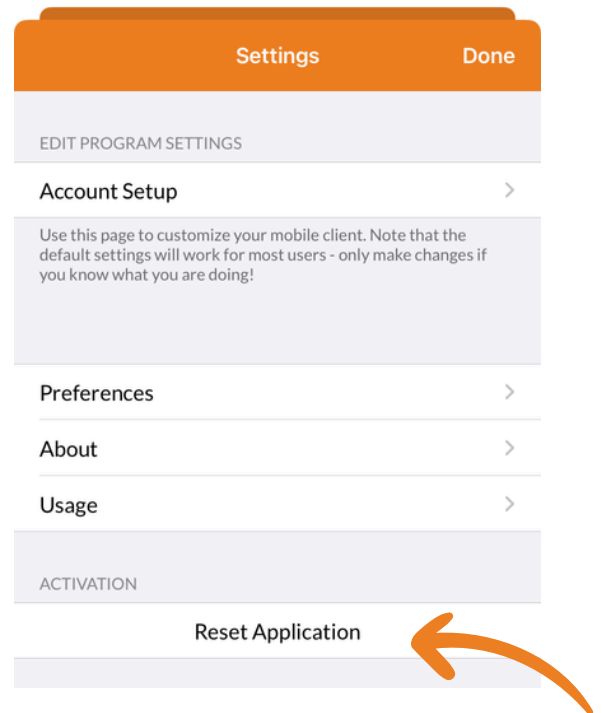 Settings
Done
EDIT PROGRAM SETTINGS
Account Setup
Use this page to customize your mobile client. Note that the
default settings will work for most users - only make changes if
you know what you are doing!
Preferences
About
Usage
ACTIVATION
Reset Application